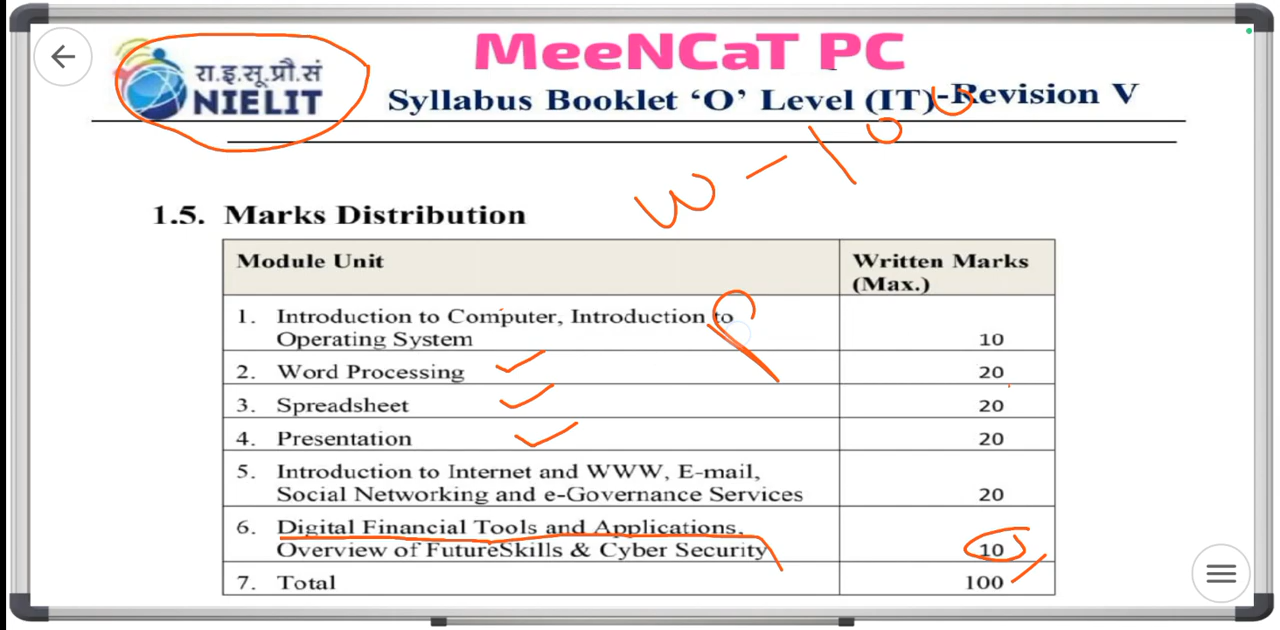 MeeNCaT PC
रा.इ.सू.प्रौ.सं
NIELIT
Syllabus Booklet ‘O’ Level (IT)-Revision V
W - 100
1.5. Marks Distribution
Module Unit Written Marks
(Max.)
P
1. Introduction to Computer, Introduction to
Operating System 10
2. Word Processing 20
3. Spreadsheet 20
4. Presentation 20
5. Introduction to Internet and WWW, E-mail,
Social Networking and e-Governance Services 20
6. Digital Financial Tools and Applications,
Overview of FutureSkills & Cyber Security 10
7. Total 100